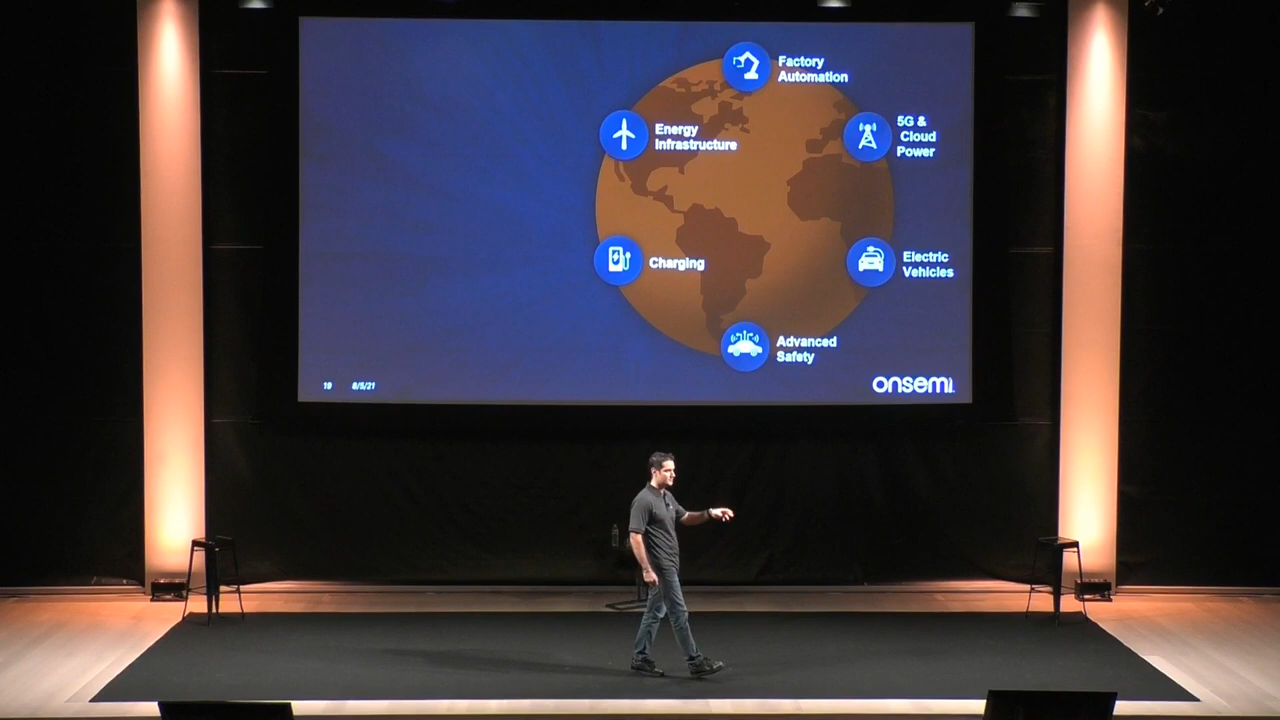 Factory
Automation
5G &
Cloud
Power
Energy
Infrastructure
Charging
Electric
Vehicles
Advanced
Safety
19 8/5/21
onsemi